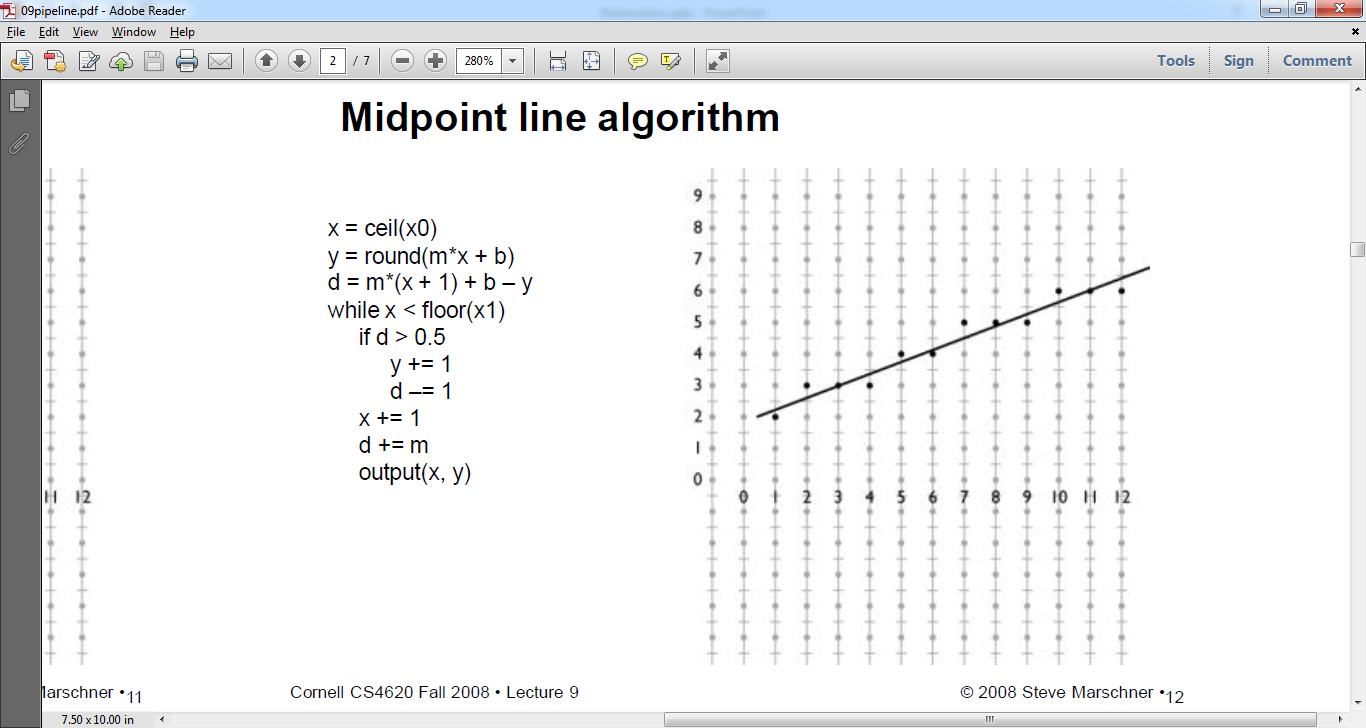 09pipeline.pdf - Adobe Reader
File Edit View Window Help
2 / 7 280% Tools Sign Comment
Midpoint line algorithm
x = ceil(x0)
y = round(m*x + b)
d = m*(x + 1) + b – y
while x < floor(x1)
if d > 0.5
y += 1
d –= 1
x += 1
d += m
output(x, y)
9
8
7
6
5
4
3
2
1
0
0 1 2 3 4 5 6 7 8 9 10 11 12
11 12
Marschner • 11
Cornell CS4620 Fall 2008 • Lecture 9
© 2008 Steve Marschner • 12
7.50 x 10.00 in